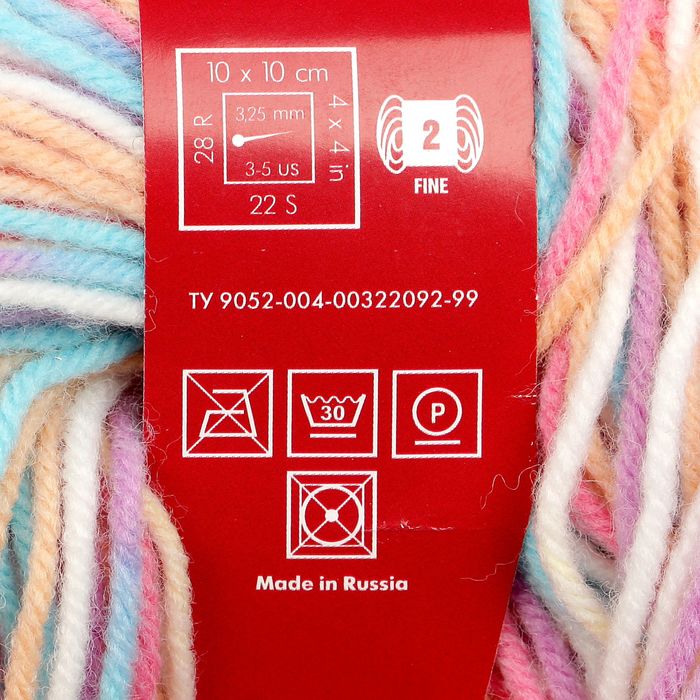 10 x 10 cm
28 R
3,25 mm
3-5 US
4 x 4 in
22 S
2
FINE
ТУ 9052-004-00322092-99
30
P
Made in Russia